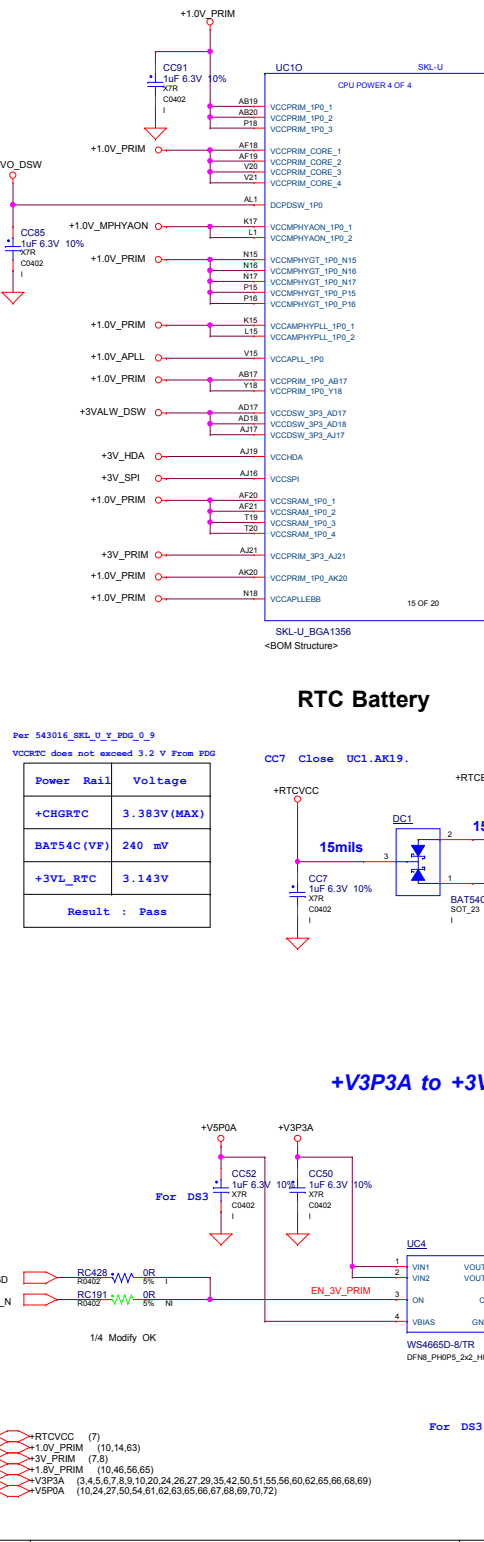 +1.0V_PRIM
CC91
1uF 6.3V 10%
X7R
C0402
I
UC1O
SKL-U
CPU POWER 4 OF 4
AB19 VCCPRIM_1P0_1
AB20 VCCPRIM_1P0_2
P18 VCCPRIM_1P0_3
+1.0V_PRIM
AF18 VCCPRIM_CORE_1
AF19 VCCPRIM_CORE_2
V20 VCCPRIM_CORE_3
V21 VCCPRIM_CORE_4
VO_DSW
AL1 DCPDSW_1P0
CC85
1uF 6.3V 10%
X7R
C0402
I
+1.0V_MPHYAON
K17 VCCMPHYAON_1P0_1
L1 VCCMPHYAON_1P0_2
+1.0V_PRIM
N15 VCCMPHYGT_1P0_N15
N16 VCCMPHYGT_1P0_N16
N17 VCCMPHYGT_1P0_N17
P15 VCCMPHYGT_1P0_P15
P16 VCCMPHYGT_1P0_P16
+1.0V_PRIM
K15 VCCAMPHYPLL_1P0_1
L15 VCCAMPHYPLL_1P0_2
+1.0V_APLL
V15 VCCAPLL_1P0
+1.0V_PRIM
AB17 VCCPRIM_1P0_AB17
Y18 VCCPRIM_1P0_Y18
+3VALW_DSW
AD17 VCCDSW_3P3_AD17
AD18 VCCDSW_3P3_AD18
AJ17 VCCDSW_3P3_AJ17
+3V_HDA
AJ19 VCCHDA
+3V_SPI
AJ16 VCCSPI
+1.0V_PRIM
AF20 VCCSRAM_1P0_1
AF21 VCCSRAM_1P0_2
T19 VCCSRAM_1P0_3
T20 VCCSRAM_1P0_4
+3V_PRIM
AJ21 VCCPRIM_3P3_AJ21
+1.0V_PRIM
AK20 VCCPRIM_1P0_AK20
+1.0V_PRIM
N18 VCCAPLLEBB
15 OF 20
SKL-U_BGA1356
<BOM Structure>
RTC Battery
Per 543016_SKL_U_Y_PDG_0_9
VCCRTC does not exceed 3.2 V From PDG
Power Rail Voltage
+CHGRTC 3.383V(MAX)
BAT54C(VF) 240 mV
+3VL_RTC 3.143V
Result : Pass
CC7 Close UC1.AK19.
+RTCVCC
DC1
15mils
3
2
1
CC7
1uF 6.3V 10%
X7R
C0402
I
SOT_23
I
+V3P3A to
+V5P0A
+V3P3A
For DS3
CC52
1uF 6.3V 10%
X7R
C0402
I
CC50
1uF 6.3V 10%
X7R
C0402
I
UC4
1 VIN1
2 VIN2
EN_3V_PRIM
3 ON
4 VBIAS
WS4665D-8/TR
RC428 0R
R0402 5% I
RC191 0R
R0402 5% NI
1/4 Modify OK
For DS3
+RTCVCC (7)
+1.0V_PRIM (10,14,63)
+3V_PRIM (7,8)
+1.8V_PRIM (10,46,56,65)
+V3P3A (3,4,5,6,7,8,9,10,20,24,26,27,29,35,42,50,51,55,56,60,62,65,66,68,69)
+V5P0A (10,24,27,50,54,61,62,63,65,66,67,68,69,70,72)